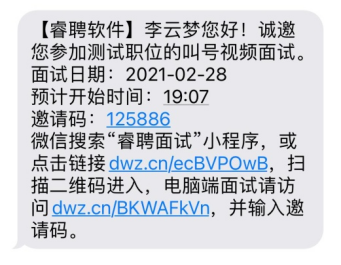 【睿聘软件】李云梦您好！诚邀
您参加测试职位的叫号视频面试。
面试日期：2021-02-28
预计开始时间：19:07
邀请码：125886
微信搜索“睿聘面试”小程序，或
点击链接 dwz.cn/ecBVPOwB，扫
描二维码进入，电脑端面试请访
问 dwz.cn/BKWAFkVn，并输入邀
请码。